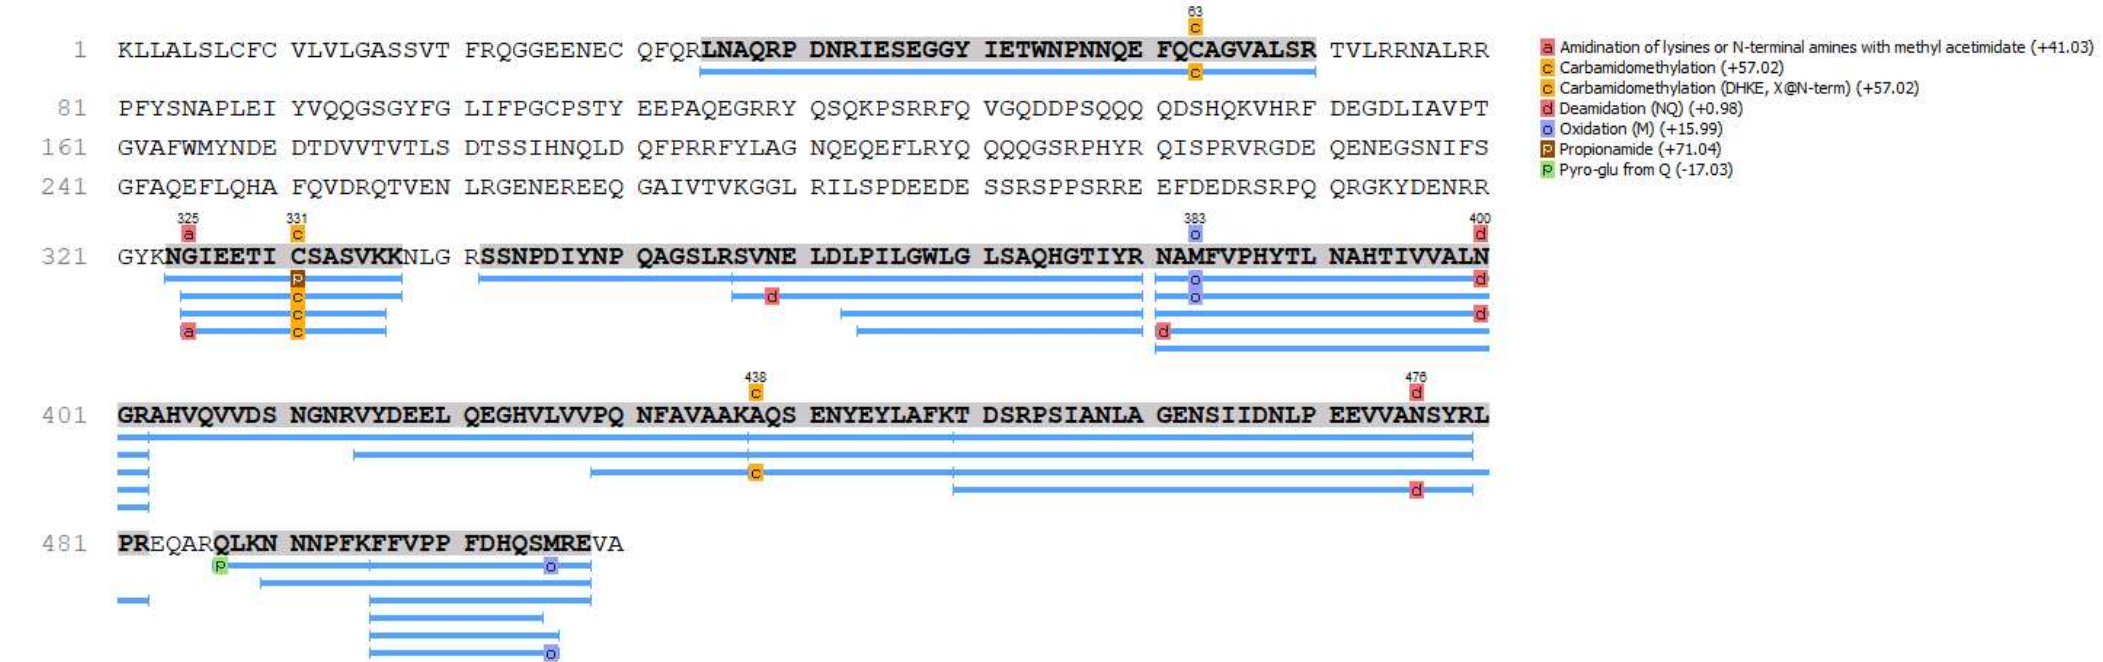 63
c
1 KLLALSLCFC VLVLGASSVT FRQGGEENEC QFQRLNAQRP DNRIESEGGY IETWNPNNQE FQCAGVALSR TVLRRNALRR
c
81 PFYSNAPLEI YVQQGSGYFG LIFPGCPSTY EEPAQEGRRY QSQKPSRRFQ VGQDDPSQQQ QDSHQKVHRF DEGDLIAVPT
161 GVAFWMYNDE DTDVVTVTLS DTSSIHNQLD QFPRRFYLAG NQEQEFLRYQ QQQGSRPHYR QISPRVRGDE QENEGSNIFS
241 GFAQEFLQHA FQVDRQTVEN LRGENEREEQ GAIVTVKGGL RILSPDEEDE SSRSPPSRRE EFDEDRSRPQ QRGKYDENRR
325 331 383 400
a c o d
321 GYKNGIEETI CSASVKKNLG RSSNPDIYNP QAGSLRSVNE LDLPILGWLG LSAQHGTIYR NAMFVPHYTL NAHTIVVALN
P o d
c d o
c d
a c d
438 476
c d
401 GRAHVQVVDS NGNRVYDEEL QEGHVLVVPQ NFAVAAKAQS ENYEYLAFKT DSRPSIANLA GENSIIDNLP EEVVANSYRL
c
d
481 PREQARQLKN NNPFKFFVPP FDHQSMREVA
p o
o
a Amidination of lysines or N-terminal amines with methyl acetimidate (+41.03)
c Carbamidomethylation (+57.02)
c Carbamidomethylation (DHKE, X@N-term) (+57.02)
d Deamidation (NQ) (+0.98)
o Oxidation (M) (+15.99)
P Propionamide (+71.04)
p Pyro-glu from Q (-17.03)